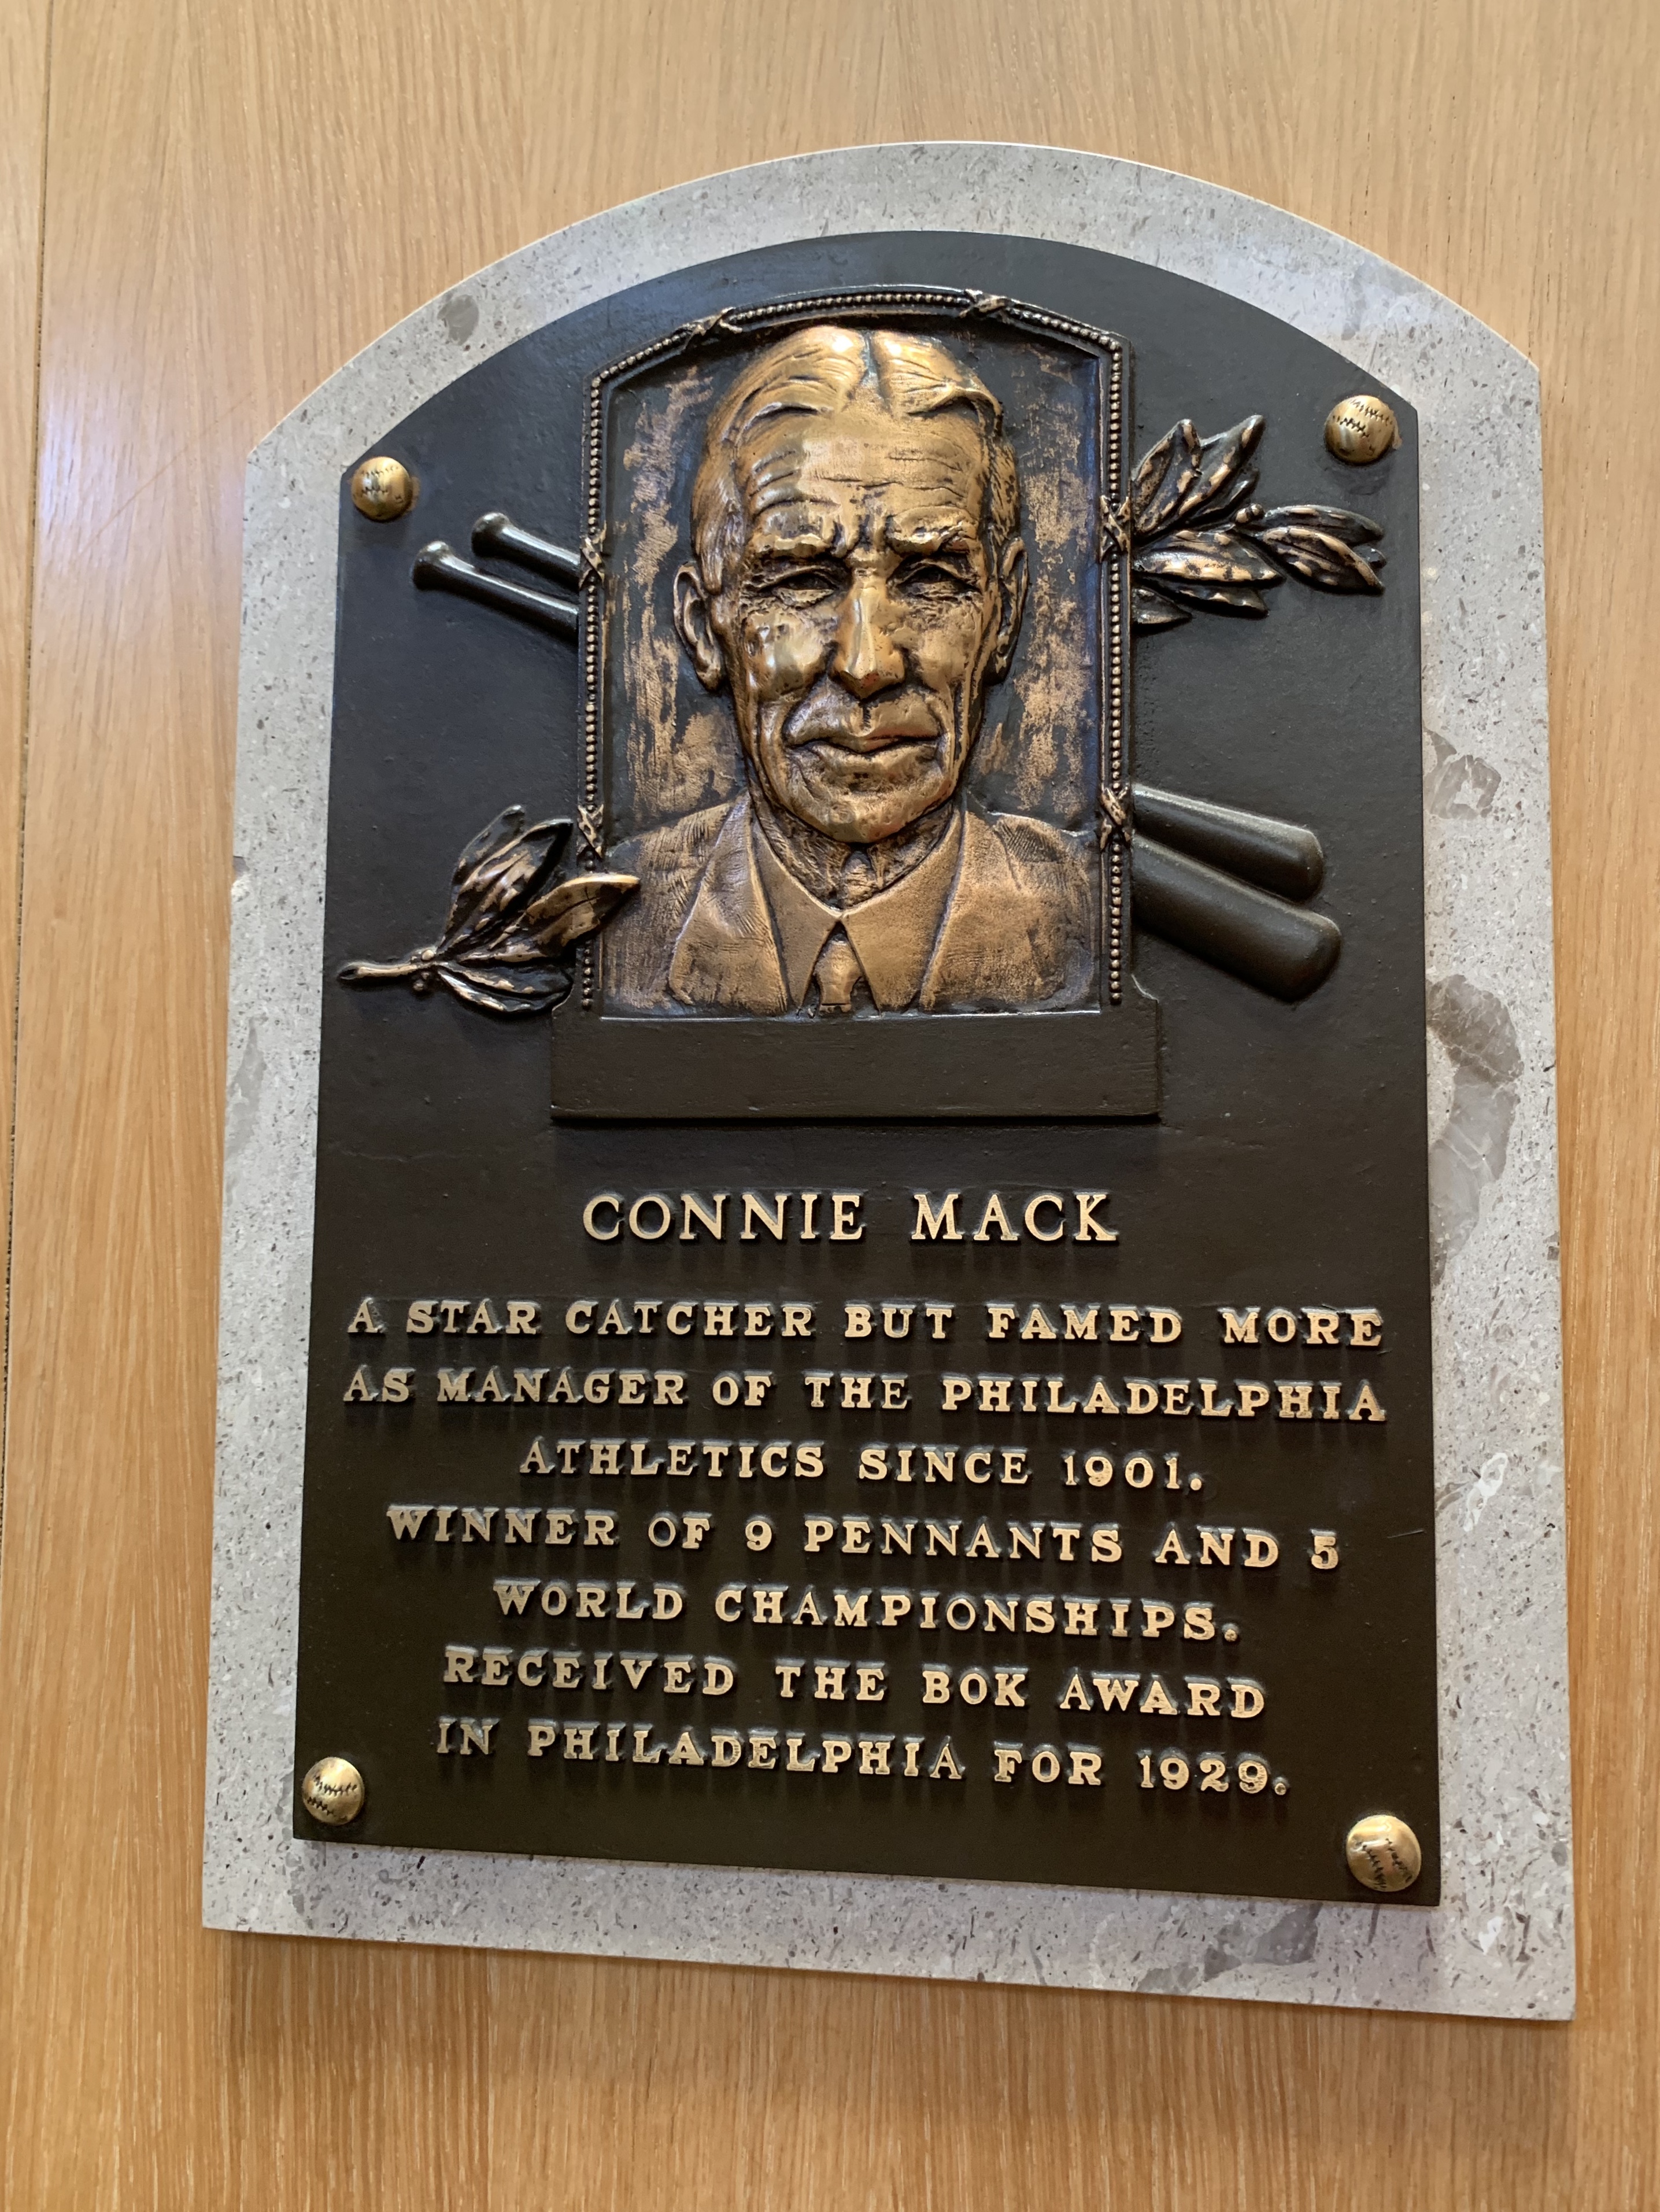 CONNIE MACK
A STAR CATCHER BUT FAMED MORE
AS MANAGER OF THE PHILADELPHIA
ATHLETICS SINCE 1901.
WINNER OF 9 PENNANTS AND 5
WORLD CHAMPIONSHIPS.
RECEIVED THE BOK AWARD
IN PHILADELPHIA FOR 1929.